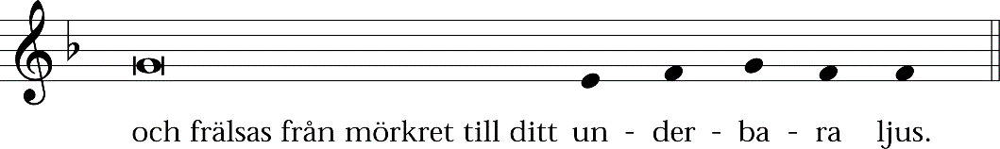 och frälsas från mörkret till ditt un - der - ba - ra ljus.